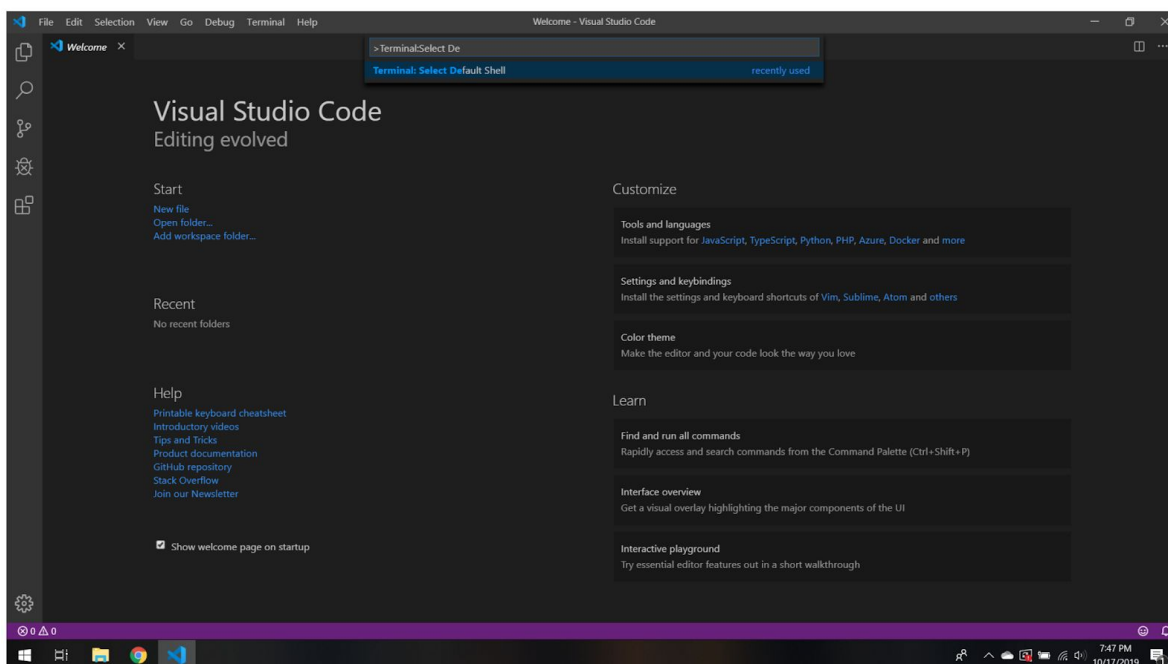 File Edit Selection View Go Debug Terminal Help
Welcome - Visual Studio Code
Welcome
>Terminal:Select De
Terminal: Select Default Shell recently used
Visual Studio Code
Editing evolved
Start
New file
Open folder...
Add workspace folder...
Recent
No recent folders
Help
Printable keyboard cheatsheet
Introductory videos
Tips and Tricks
Product documentation
GitHub repository
Stack Overflow
Join our Newsletter
Show welcome page on startup
Customize
Tools and languages
Install support for JavaScript, TypeScript, Python, PHP, Azure, Docker and more
Settings and keybindings
Install the settings and keyboard shortcuts of Vim, Sublime, Atom and others
Color theme
Make the editor and your code look the way you love
Learn
Find and run all commands
Rapidly access and search commands from the Command Palette (Ctrl+Shift+P)
Interface overview
Get a visual overlay highlighting the major components of the UI
Interactive playground
Try essential editor features out in a short walkthrough
0 0
7:47 PM
10/17/2019